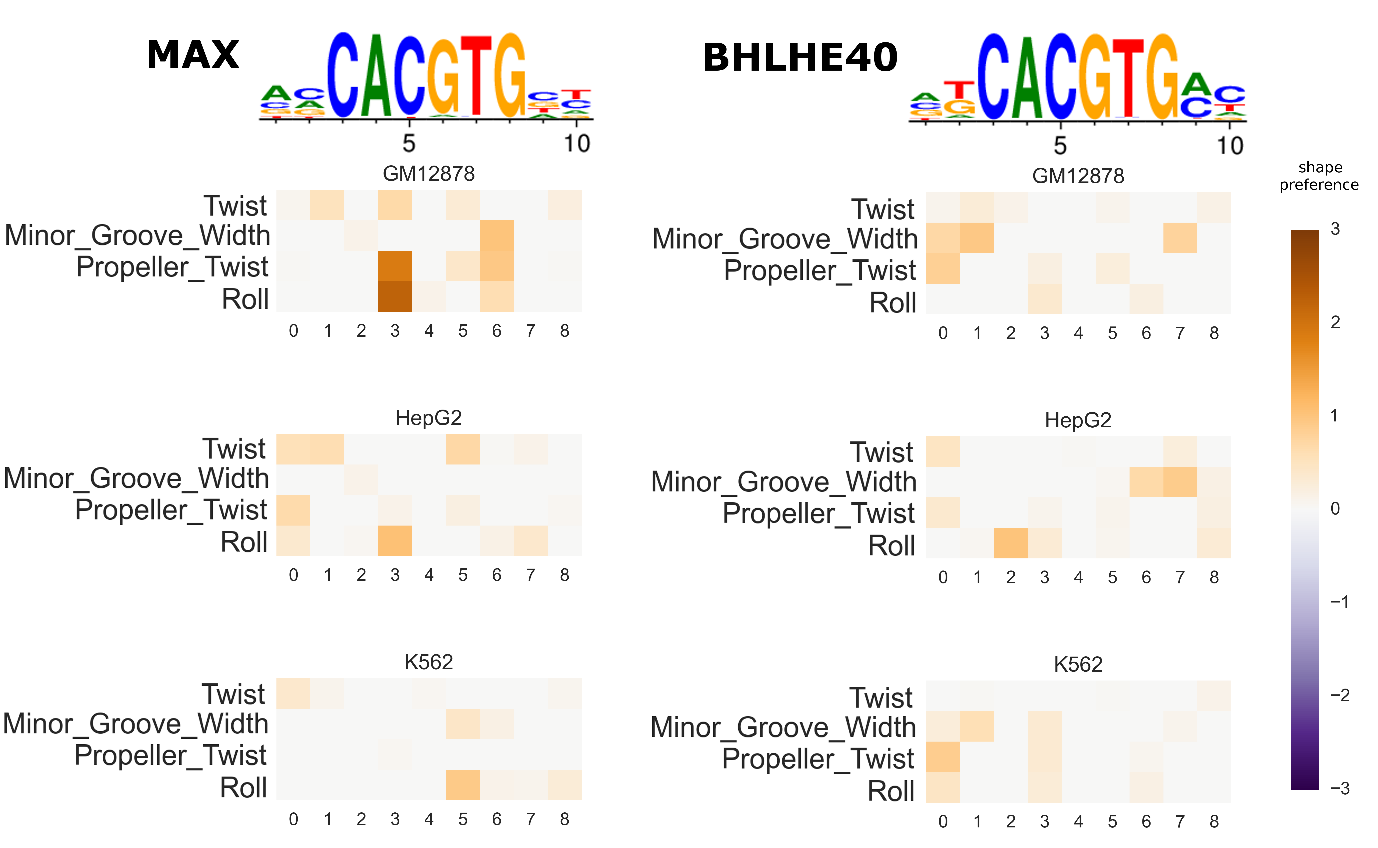 MAX
CACGTG
5 10
GM12878
Twist
Minor_Groove_Width
Propeller_Twist
Roll
0 1 2 3 4 5 6 7 8
HepG2
Twist
Minor_Groove_Width
Propeller_Twist
Roll
0 1 2 3 4 5 6 7 8
K562
Twist
Minor_Groove_Width
Propeller_Twist
Roll
0 1 2 3 4 5 6 7 8
BHLHE40
CACGTG
5 10
GM12878
Twist
Minor_Groove_Width
Propeller_Twist
Roll
0 1 2 3 4 5 6 7 8
HepG2
Twist
Minor_Groove_Width
Propeller_Twist
Roll
0 1 2 3 4 5 6 7 8
K562
Twist
Minor_Groove_Width
Propeller_Twist
Roll
0 1 2 3 4 5 6 7 8
shape
preference
3
2
1
0
−1
−2
−3